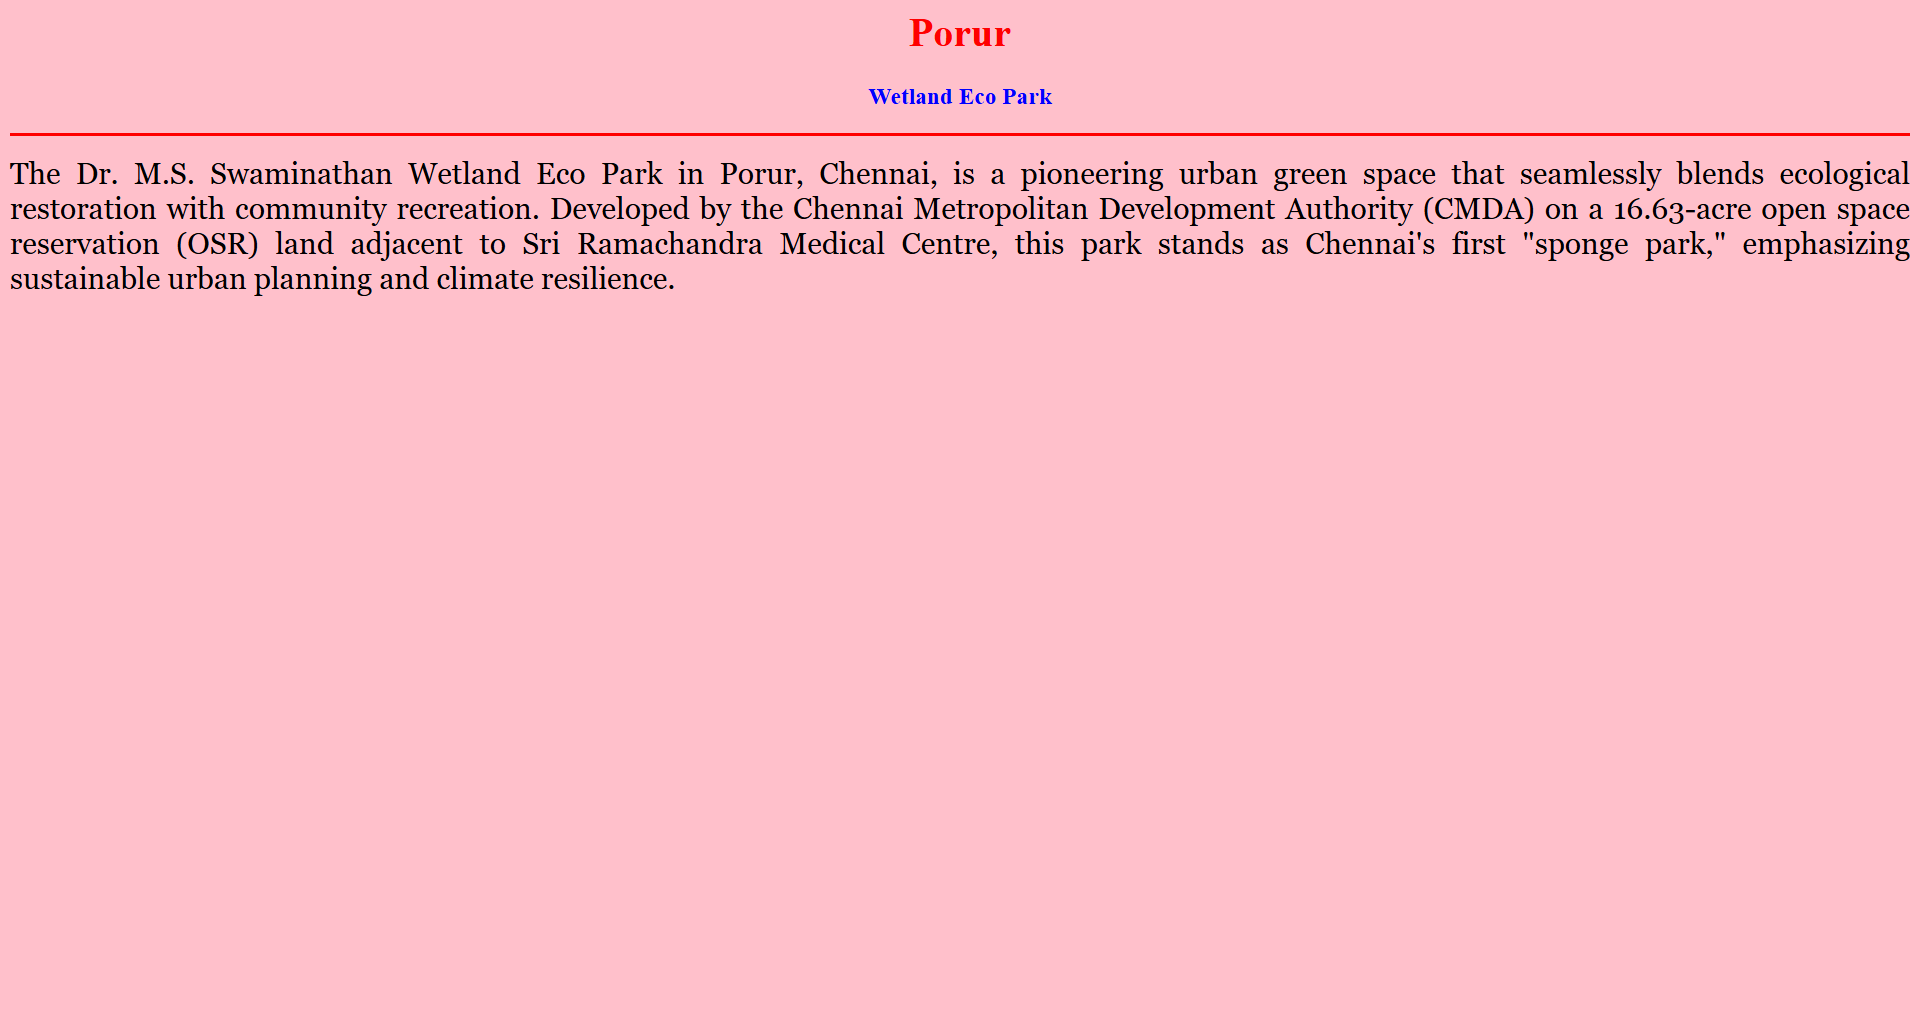 Porur
Wetland Eco Park
The Dr. M.S. Swaminathan Wetland Eco Park in Porur, Chennai, is a pioneering urban green space that seamlessly blends ecological
restoration with community recreation. Developed by the Chennai Metropolitan Development Authority (CMDA) on a 16.63-acre open space
reservation (OSR) land adjacent to Sri Ramachandra Medical Centre, this park stands as Chennai's first "sponge park," emphasizing
sustainable urban planning and climate resilience.